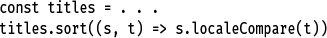 const titles = . . .
titles.sort((s, t) => s.localeCompare(t))